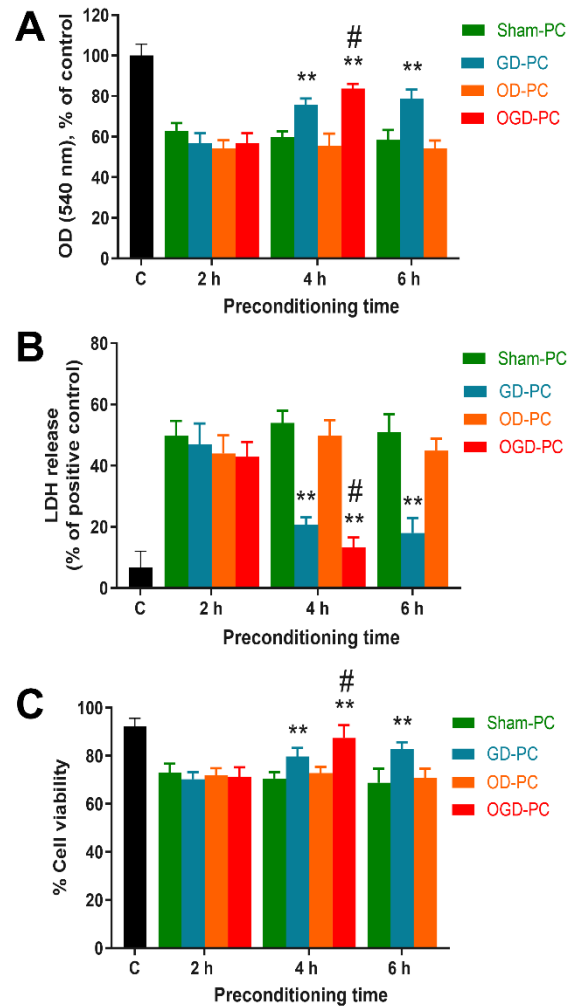 A
OD (540 nm), % of control
120
100
80
60
40
20
0
#
**
**
**
Sham-PC
GD-PC
OD-PC
OGD-PC
C
2 h
4 h
6 h
Preconditioning time
B
LDH release
(% of positive control)
80
60
40
20
0
#
**
**
**
Sham-PC
GD-PC
OD-PC
OGD-PC
C
2 h
4 h
6 h
Preconditioning time
C
% Cell viability
100
80
60
40
20
0
#
**
**
**
Sham-PC
GD-PC
OD-PC
OGD-PC
C
2 h
4 h
6 h
Preconditioning time